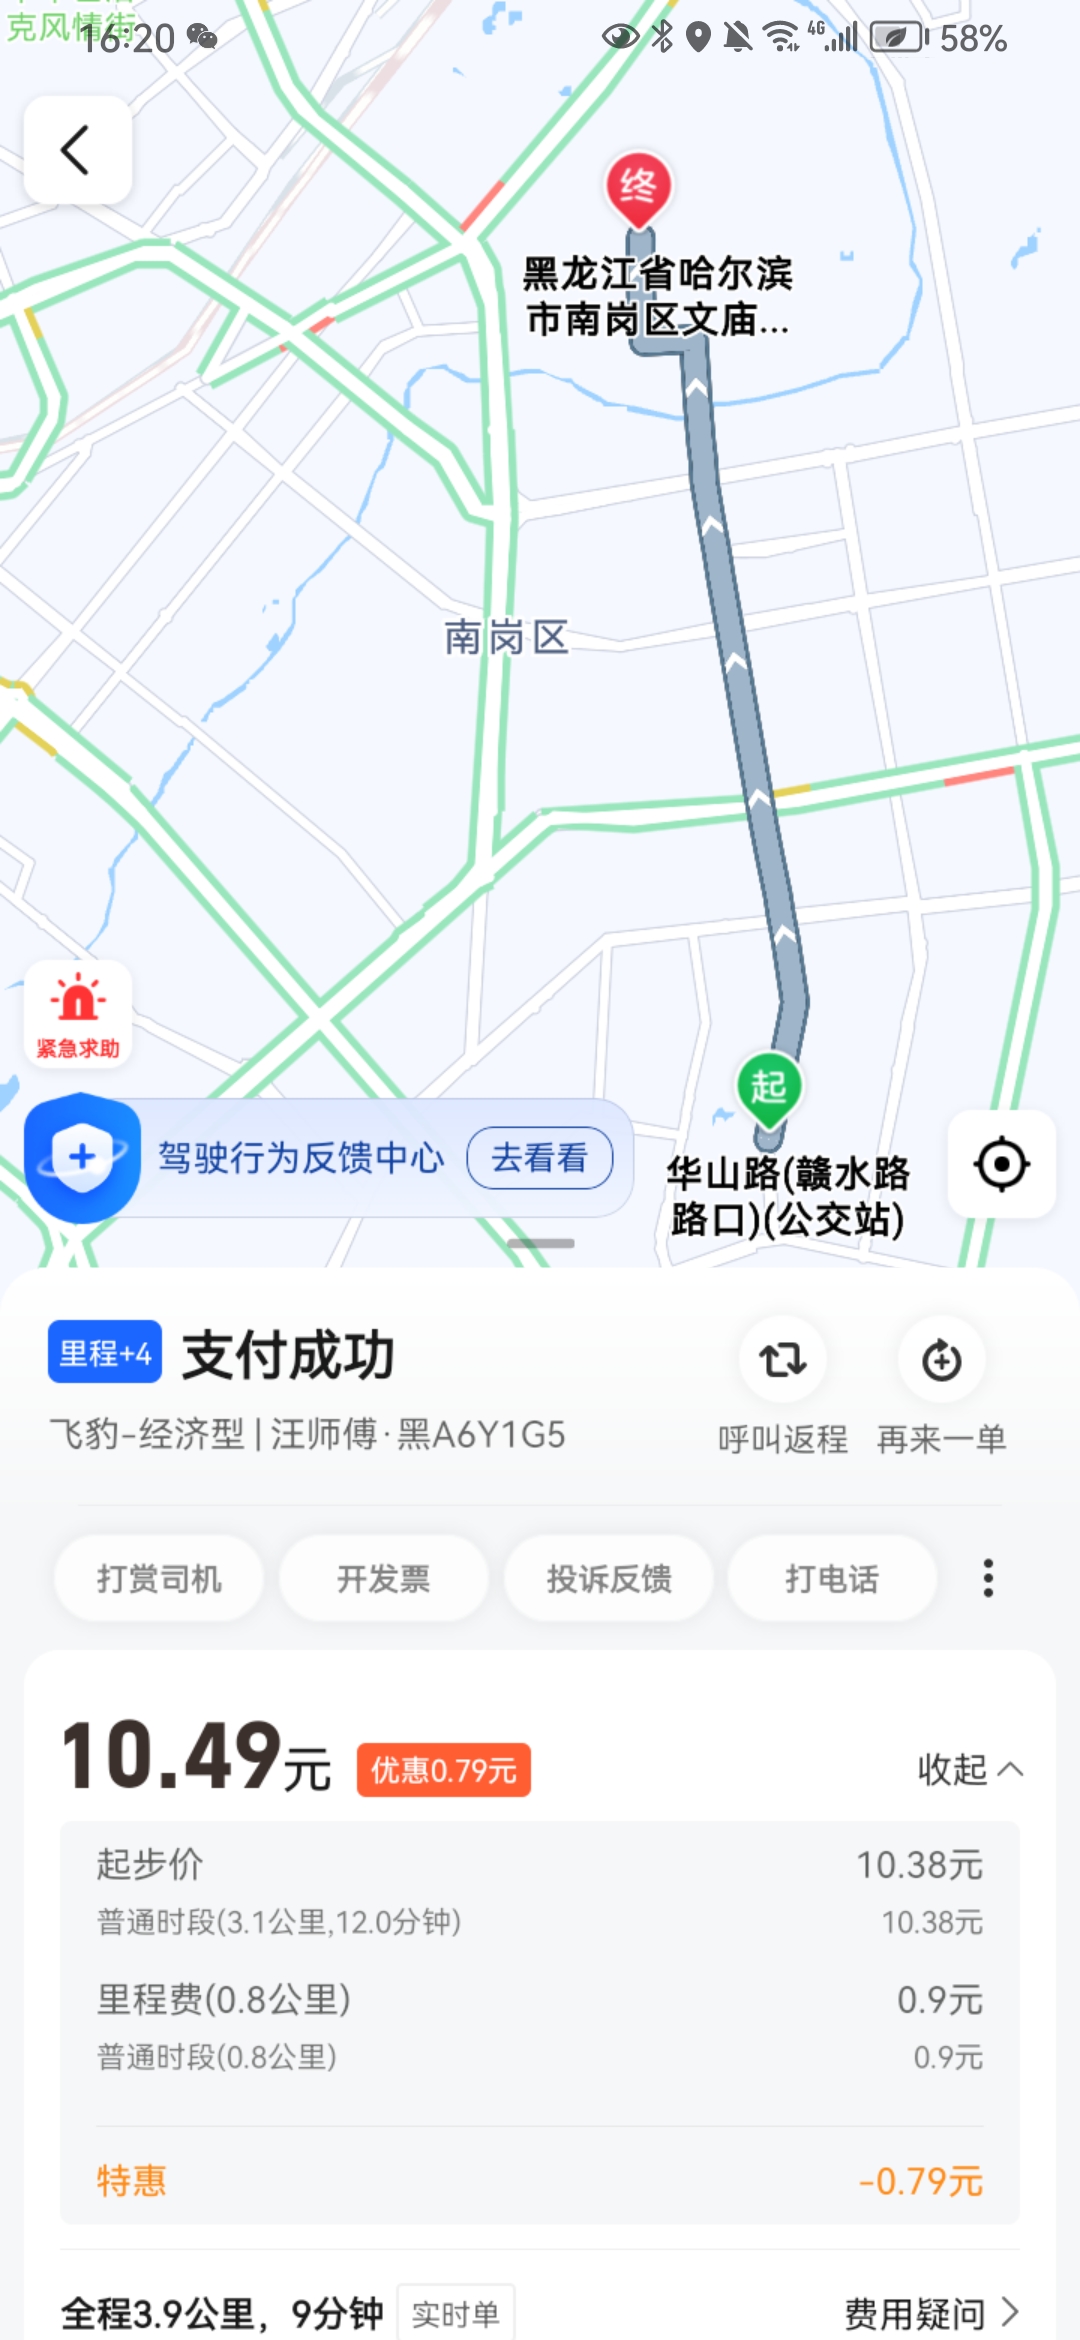 克风情街
16:20
4G
58%
终
黑龙江省哈尔滨
市南岗区文庙...
南岗区
紧急求助
驾驶行为反馈中心
去看看
起
华山路(赣水路
路口)(公交站)
里程+4 支付成功
飞豹-经济型 | 汪师傅·黑A6Y1G5
呼叫返程
再来一单
打赏司机
开发票
投诉反馈
打电话
10.49元
优惠0.79元
收起
起步价 10.38元
普通时段(3.1公里,12.0分钟) 10.38元
里程费(0.8公里) 0.9元
普通时段(0.8公里) 0.9元
特惠 -0.79元
全程3.9公里，9分钟 实时单 费用疑问